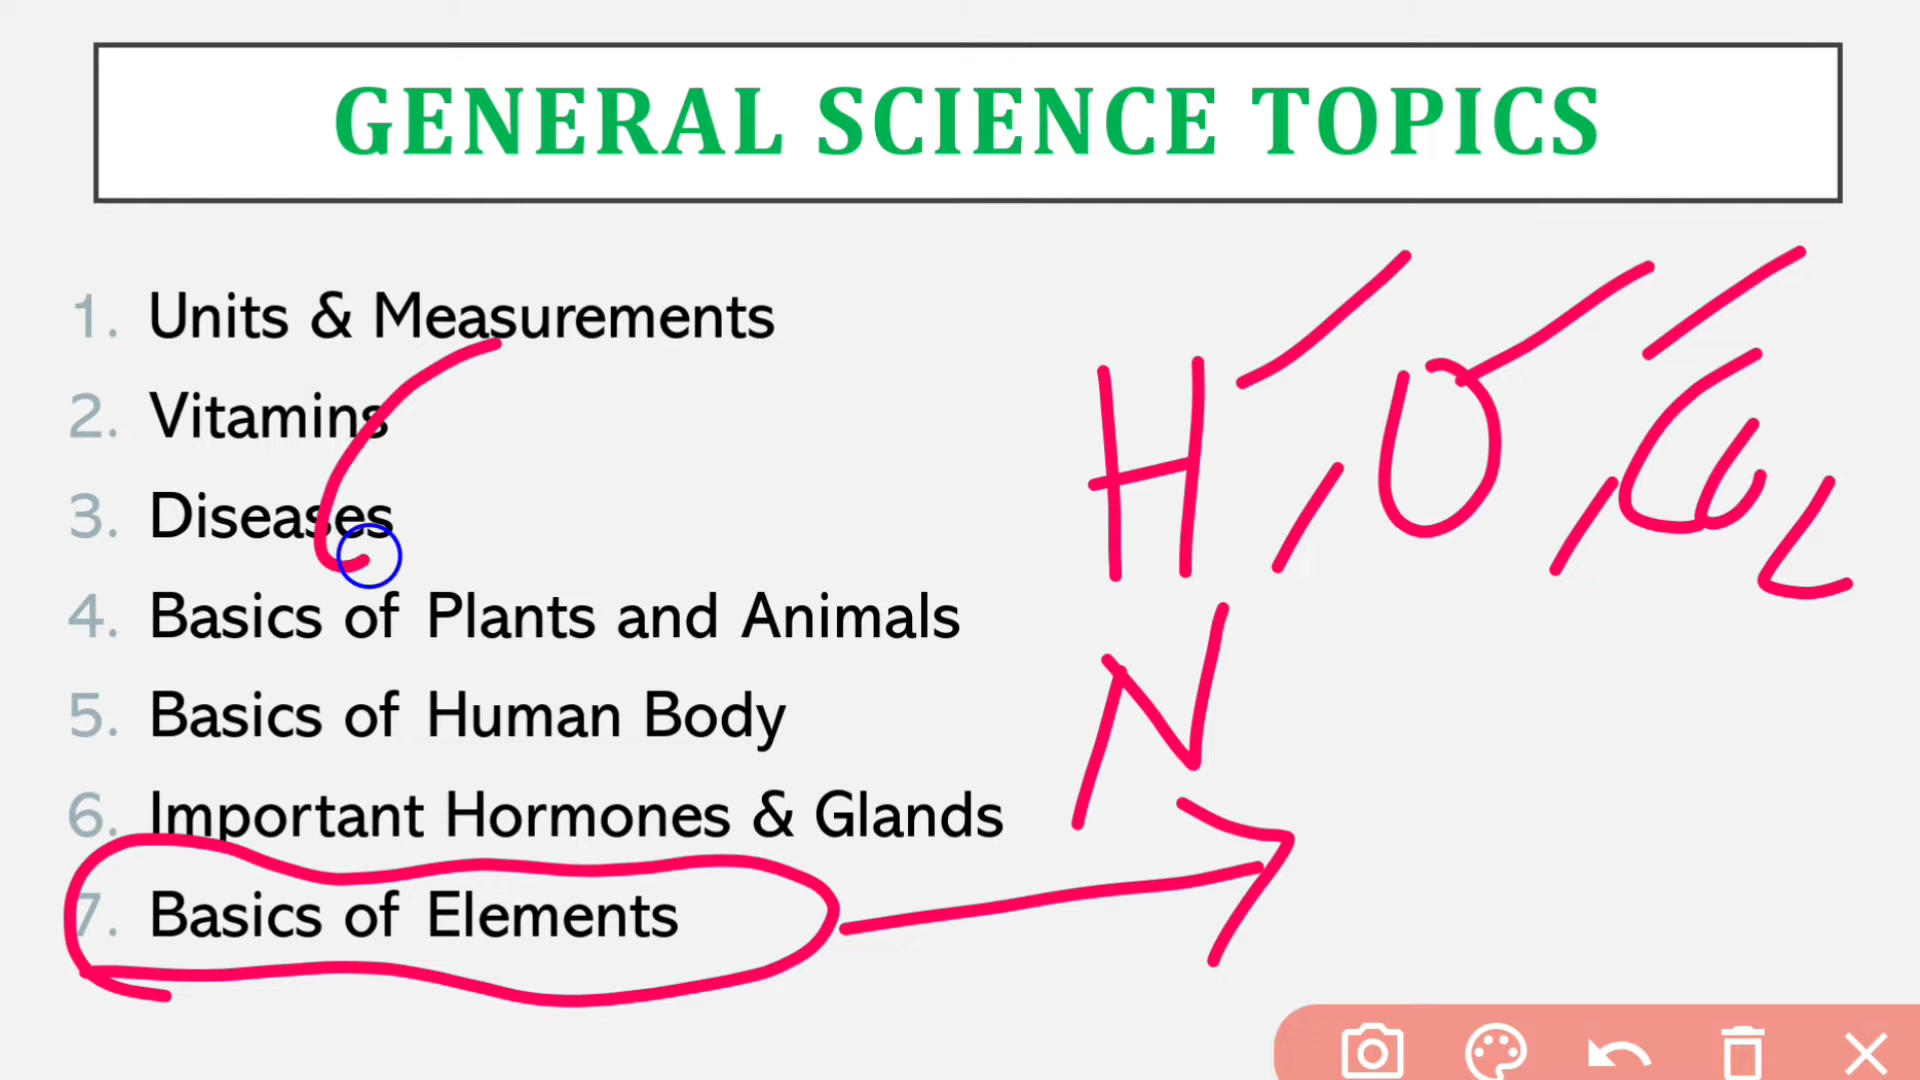 GENERAL SCIENCE TOPICS
1. Units & Measurements
2. Vitamins
3. Diseases
4. Basics of Plants and Animals
5. Basics of Human Body
6. Important Hormones & Glands
7. Basics of Elements
H, O,
N